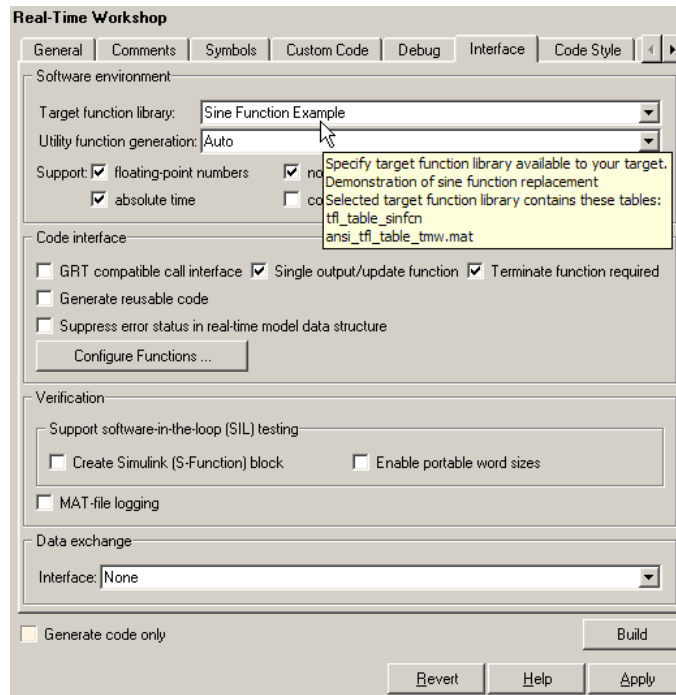 Real-Time Workshop
General Comments Symbols Custom Code Debug Interface Code Style
Software environment
Target function library: Sine Function Example
Utility function generation: Auto
Support: floating-point numbers no
absolute time co
Specify target function library available to your target.
Demonstration of sine function replacement
Selected target function library contains these tables:
tfl_table_sinfcn
ansi_tfl_table_tmw.mat
Code interface
GRT compatible call interface Single output/update function Terminate function required
Generate reusable code
Suppress error status in real-time model data structure
Configure Functions ...
Verification
Support software-in-the-loop (SIL) testing
Create Simulink (S-Function) block Enable portable word sizes
MAT-file logging
Data exchange
Interface: None
Generate code only Build
Revert Help Apply